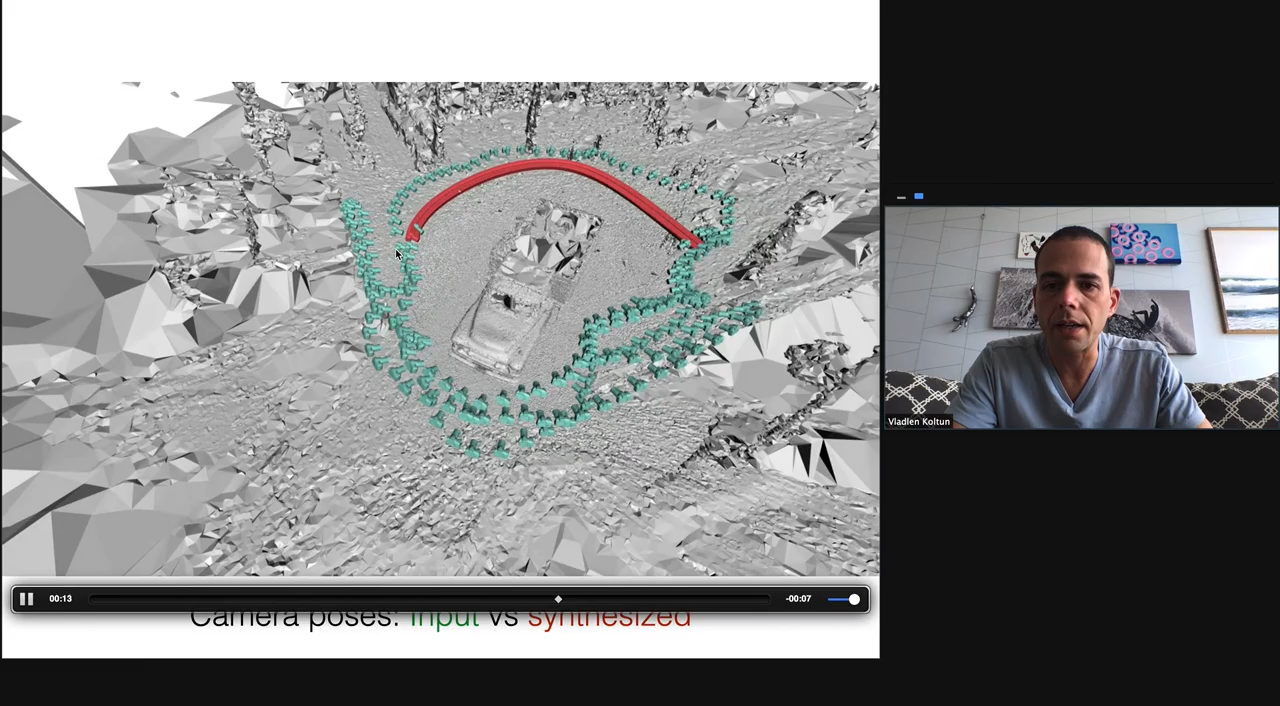 00:13
-00:07
Camera poses: input vs synthesized
Vladlen Koltun